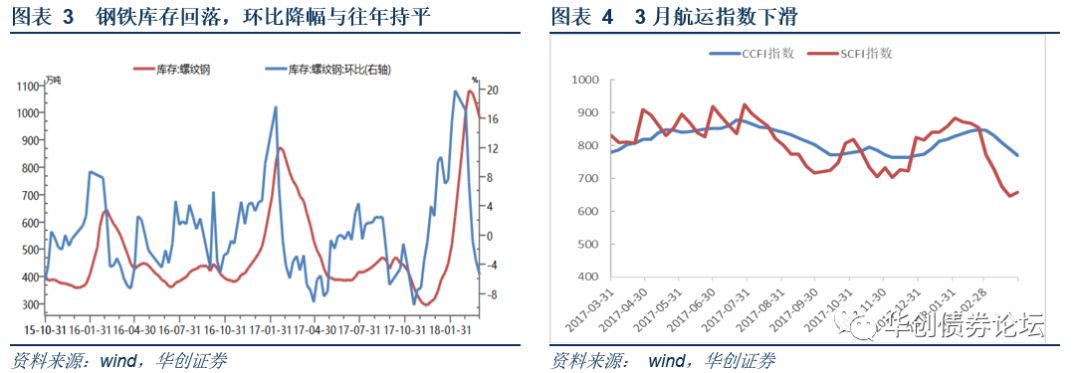 图表 3 钢铁库存回落，环比降幅与往年持平
库存:螺纹钢 库存:螺纹钢:环比(右轴)
万吨 %
1100
1000
900
800
700
600
500
400
300
20
16
12
8
4
0
-4
-8
15-10-31 16-01-31 16-04-30 16-07-31 16-10-31 17-01-31 17-04-30 17-07-31 17-10-31 18-01-31
资料来源：wind，华创证券
图表 4 3 月航运指数下滑
CCFI指数 SCFI指数
1000
900
800
700
600
500
400
2017-03-31 2017-04-30 2017-05-31 2017-06-30 2017-07-31 2017-08-31 2017-09-30 2017-10-31 2017-11-30
华创债券论坛
资料来源： wind，华创证券